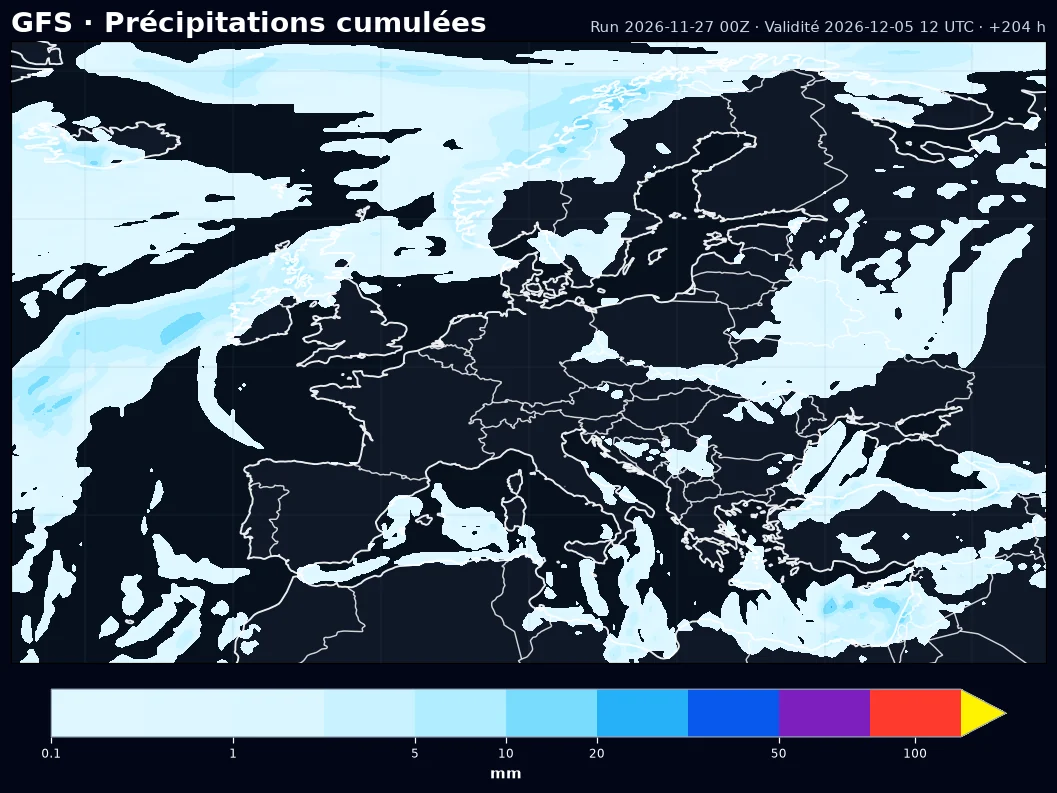 GFS · Précipitations cumulées
Run 2026-11-27 00Z · Validité 2026-12-05 12 UTC · +204 h
0.1 1 5 10 20 50 100
mm